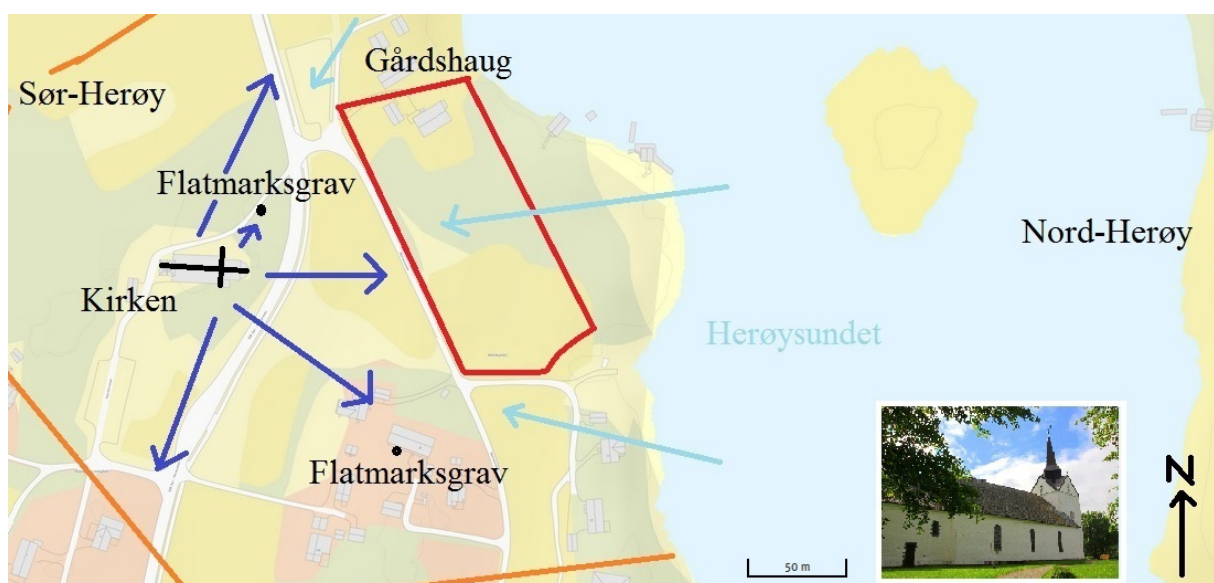 Gårdshaug
Sør-Herøy
Flatmarksgrav
Nord-Herøy
Kirken
Herøysundet
Flatmarksgrav
50 m
N